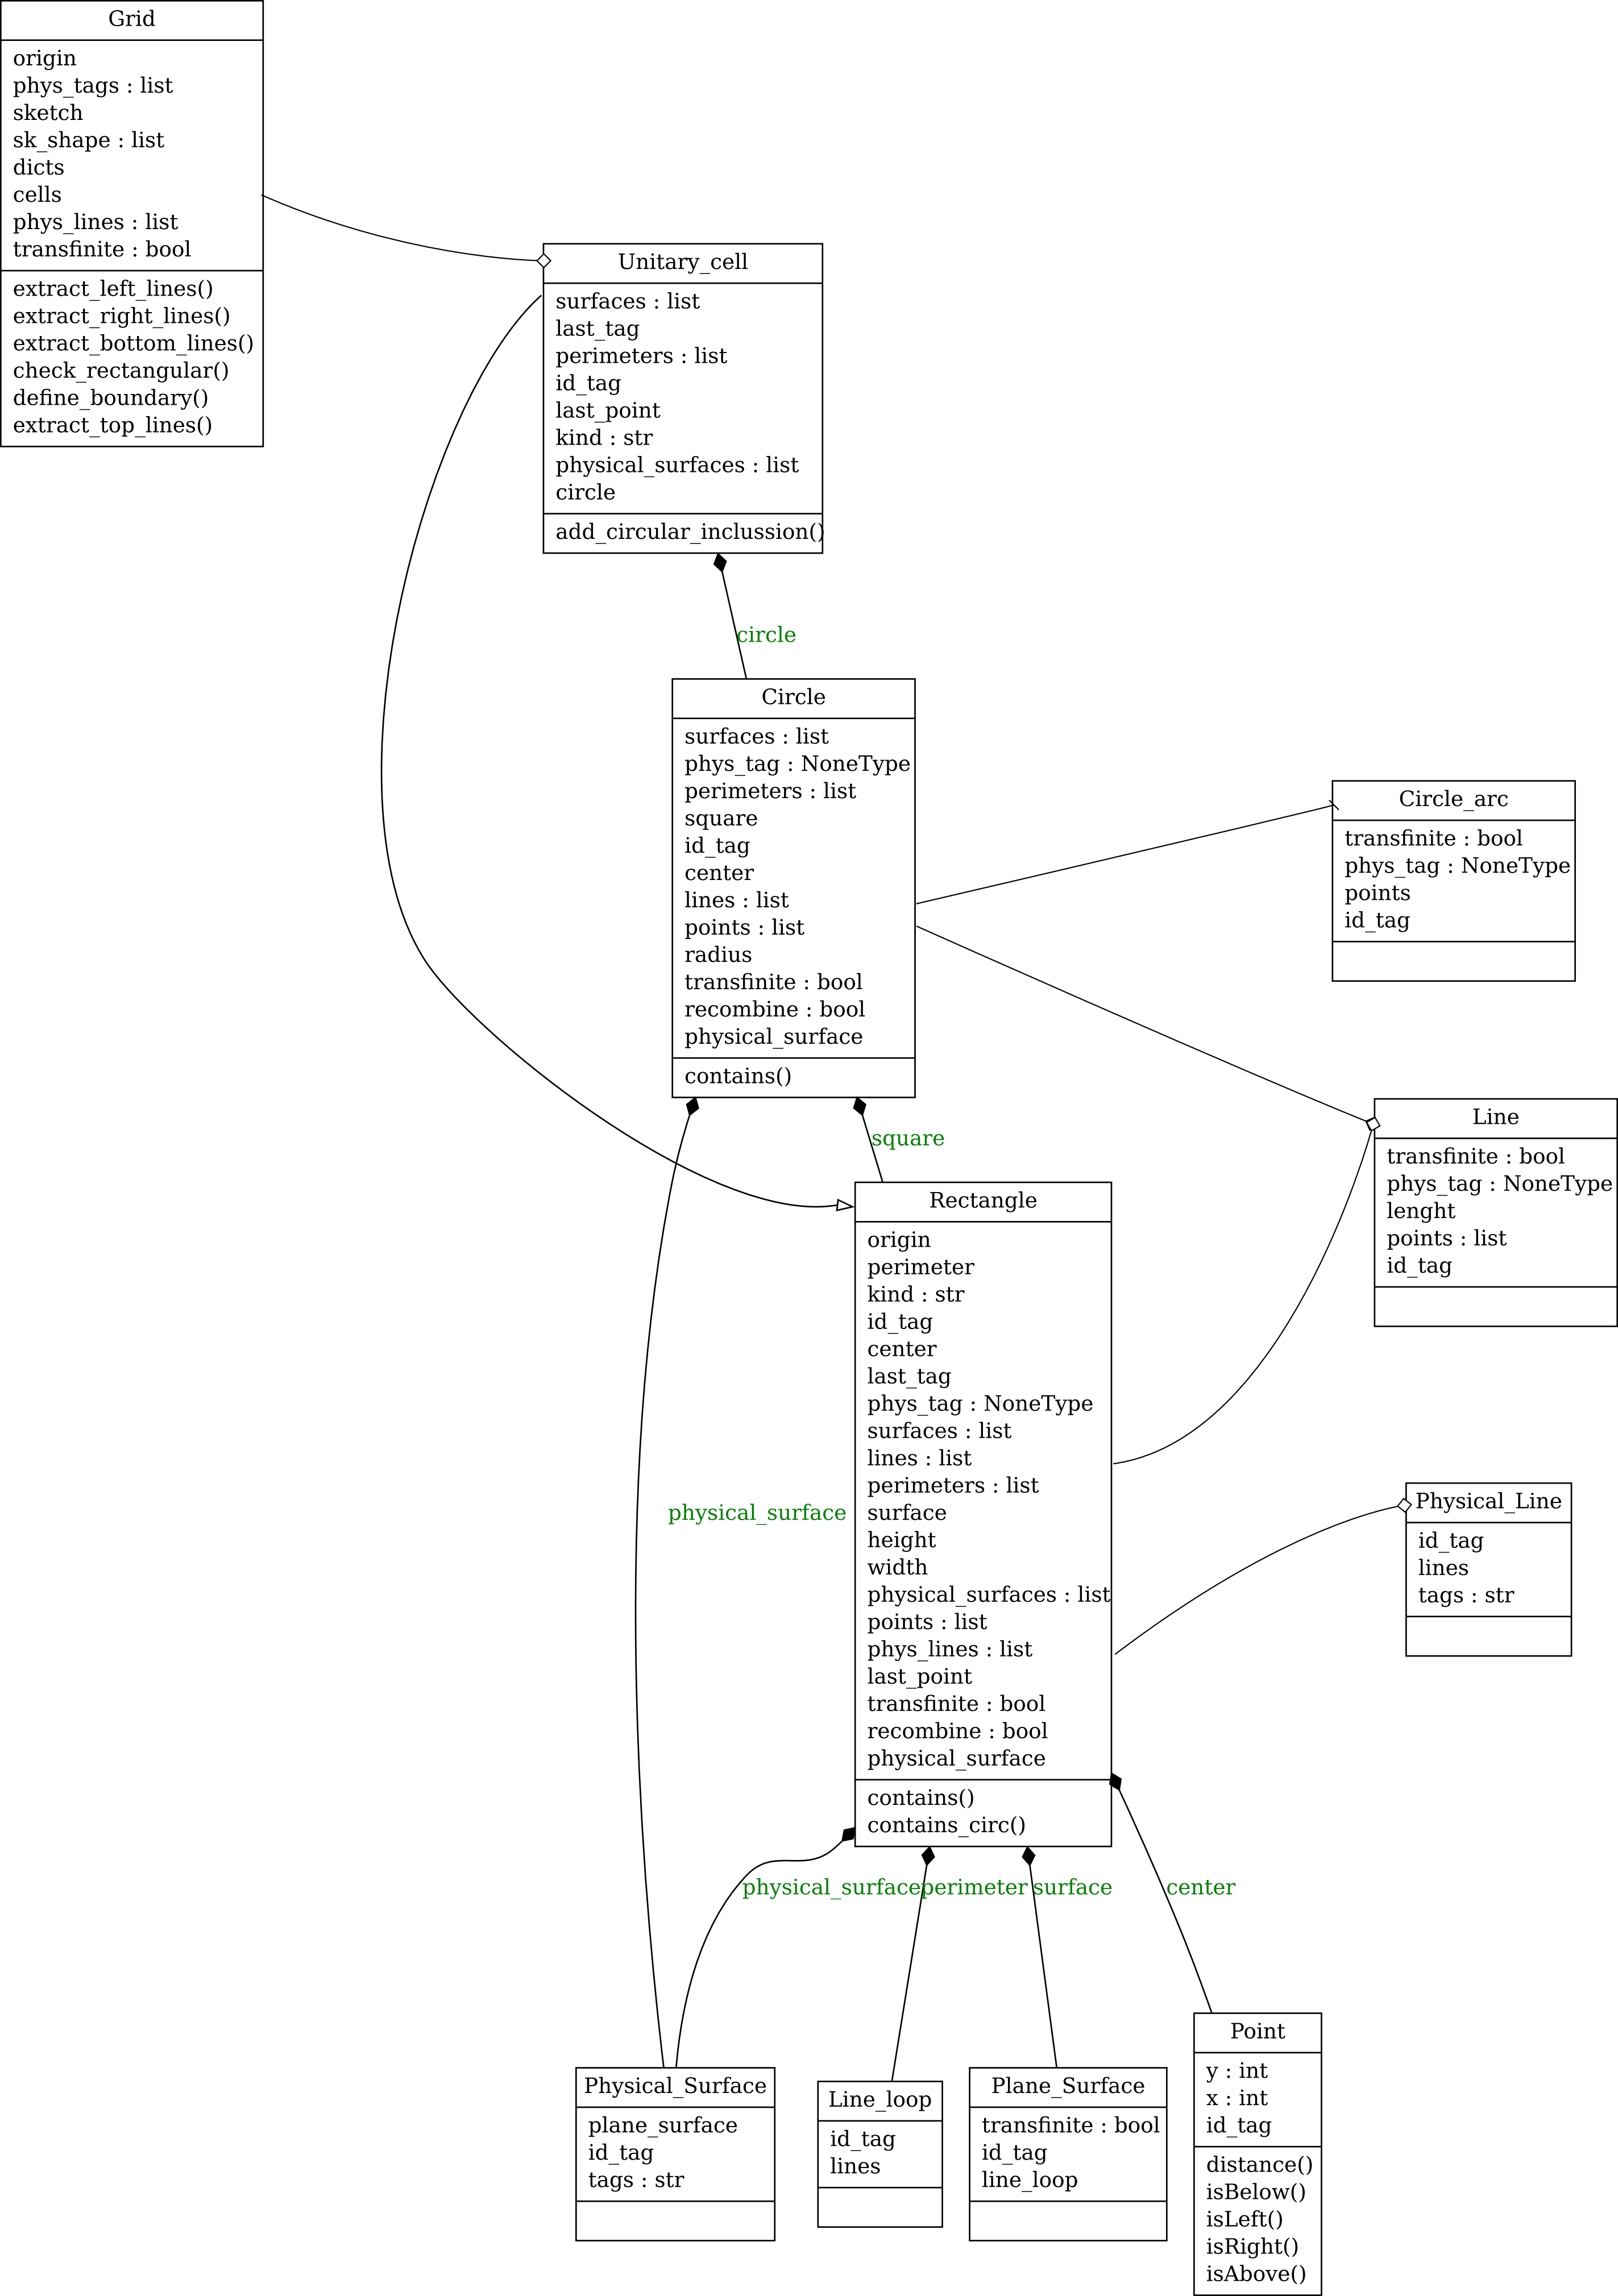 Grid
origin
phys_tags : list
sketch
sk_shape : list
dicts
cells
phys_lines : list
transfinite : bool
extract_left_lines()
extract_right_lines()
extract_bottom_lines()
check_rectangular()
define_boundary()
extract_top_lines()
Unitary_cell
surfaces : list
last_tag
perimeters : list
id_tag
last_point
kind : str
physical_surfaces : list
circle
add_circular_inclussion()
circle
Circle
surfaces : list
phys_tag : NoneType
perimeters : list
square
id_tag
center
lines : list
points : list
radius
transfinite : bool
recombine : bool
physical_surface
contains()
Circle_arc
transfinite : bool
phys_tag : NoneType
points
id_tag
Line
transfinite : bool
phys_tag : NoneType
lenght
points : list
id_tag
square
Rectangle
origin
perimeter
kind : str
id_tag
center
last_tag
phys_tag : NoneType
surfaces : list
lines : list
perimeters : list
surface
height
width
physical_surfaces : list
points : list
phys_lines : list
last_point
transfinite : bool
recombine : bool
physical_surface
contains()
contains_circ()
physical_surface
Physical_Line
id_tag
lines
tags : str
physical_surface
perimeter
surface
center
Physical_Surface
plane_surface
id_tag
tags : str
Line_loop
id_tag
lines
Plane_Surface
transfinite : bool
id_tag
line_loop
Point
y : int
x : int
id_tag
distance()
isBelow()
isLeft()
isRight()
isAbove()